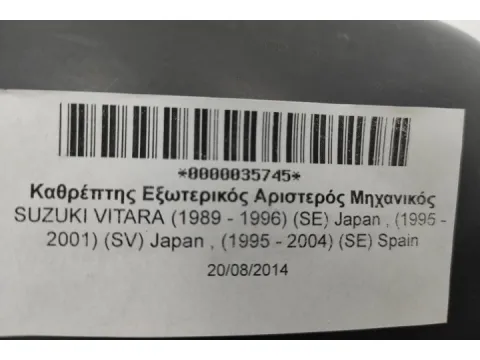 *0000035745*
Καθρέπτης Εξωτερικός Αριστερός Μηχανικός
SUZUKI VITARA (1989 - 1996) (SE) Japan , (1995 -
2001) (SV) Japan , (1995 - 2004) (SE) Spain
20/08/2014